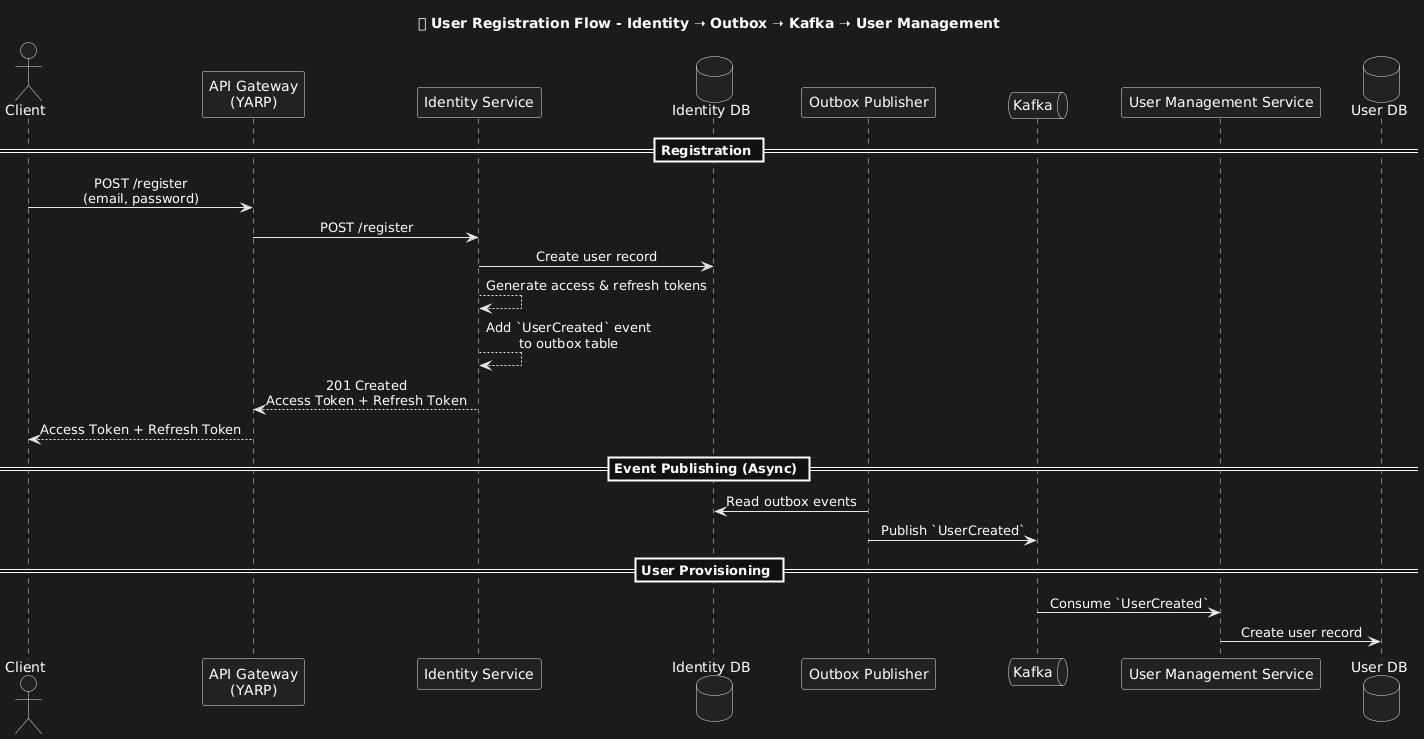 User Registration Flow - Identity → Outbox → Kafka → User Management
Client
API Gateway
(YARP)
Identity Service
Identity DB
Outbox Publisher
Kafka
User Management Service
User DB
Registration
POST /register
(email, password)
POST /register
Create user record
Generate access & refresh tokens
Add `UserCreated` event
to outbox table
201 Created
Access Token + Refresh Token
Access Token + Refresh Token
Event Publishing (Async)
Read outbox events
Publish `UserCreated`
User Provisioning
Consume `UserCreated`
Create user record
Client
API Gateway
(YARP)
Identity Service
Identity DB
Outbox Publisher
Kafka
User Management Service
User DB